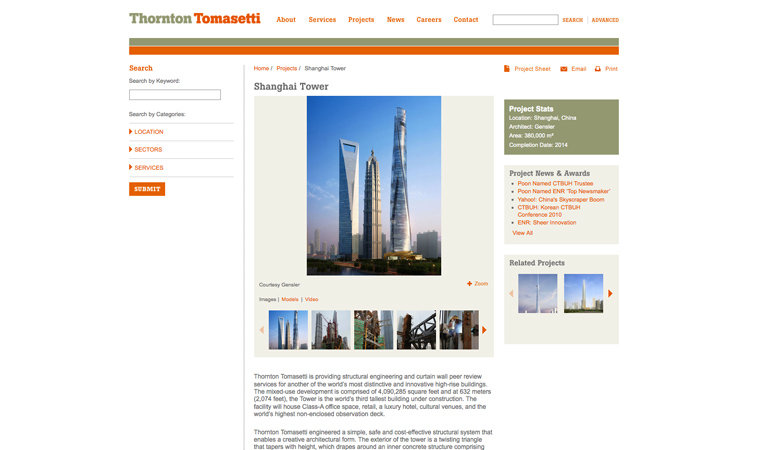 Thornton Tomasetti
About Services Projects News Careers Contact
SEARCH | ADVANCED
Search
Search by Keyword:
Search by Categories:
LOCATION
SECTORS
SERVICES
SUBMIT
Home / Projects / Shanghai Tower
Shanghai Tower
Courtesy Gensler
Zoom
Images | Models | Video
Thornton Tomasetti is providing structural engineering and curtain wall peer review
services for another of the world's most distinctive and innovative high-rise buildings.
The mixed-use development is comprised of 4,090,285 square feet and at 632 meters
(2,074 feet), the Tower is the world's third tallest building under construction. The
facility will house Class-A office space, retail, a luxury hotel, cultural venues, and the
world's highest non-enclosed observation deck.
Thornton Tomasetti engineered a simple, safe and cost-effective structural system that
enables a creative architectural form. The exterior of the tower is a twisting triangle
that tapers with height, which drapes around an inner concrete structure comprising
Project Sheet Email Print
Project Stats
Location: Shanghai, China
Architect: Gensler
Area: 380,000 m²
Completion Date: 2014
Project News & Awards
Poon Named CTBUH Trustee
Poon Named ENR 'Top Newsmaker'
Yahoo!: China's Skyscraper Boom
CTBUH: Korean CTBUH
Conference 2010
ENR: Sheer Innovation
View All
Related Projects